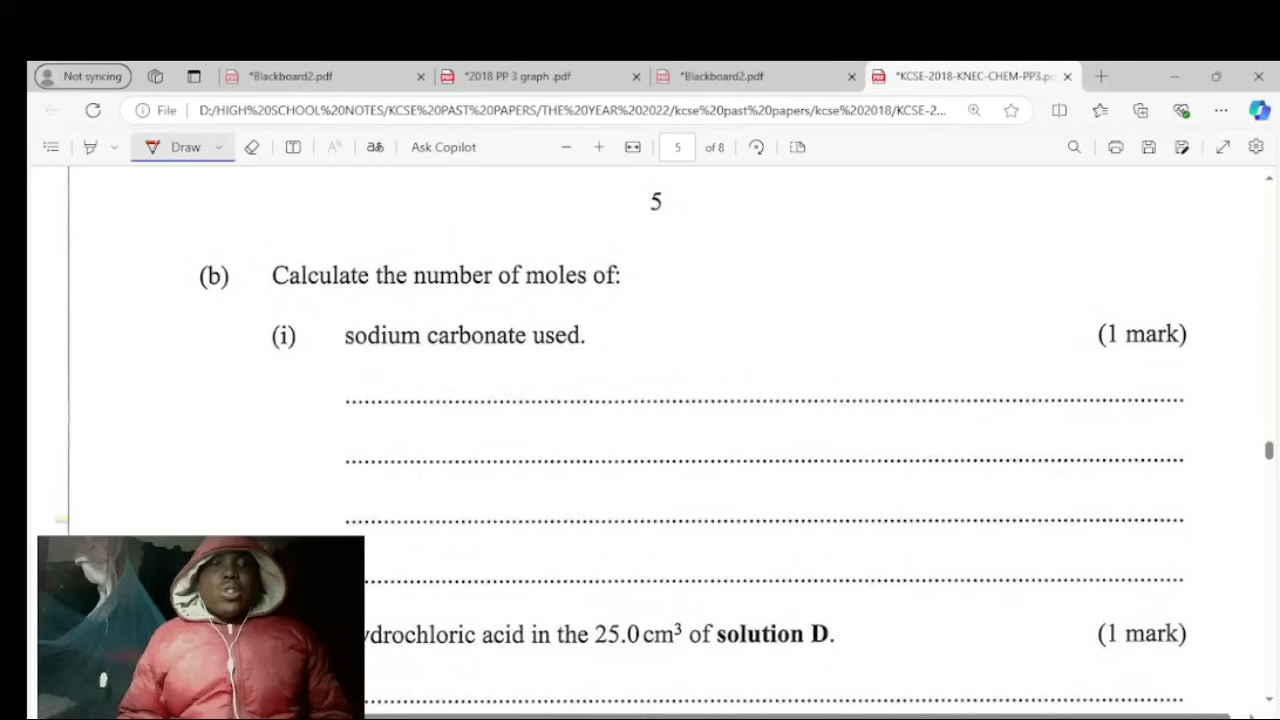 Not syncing
*Blackboard2.pdf
*2018 PP 3 graph .pdf
*Blackboard2.pdf
*KCSE-2018-KNEC-CHEM-PP3.p
File
D:/HIGH%20SCHOOL%20NOTES/KCSE%20PAST%20PAPERS/THE%20YEAR%202022/kcse%20past%20papers/kcse%202018/KCSE-2...
Draw
Ask Copilot
5 of 8
5
(b) Calculate the number of moles of:
(i) sodium carbonate used. (1 mark)
ydrochloric acid in the 25.0 cm³ of solution D. (1 mark)